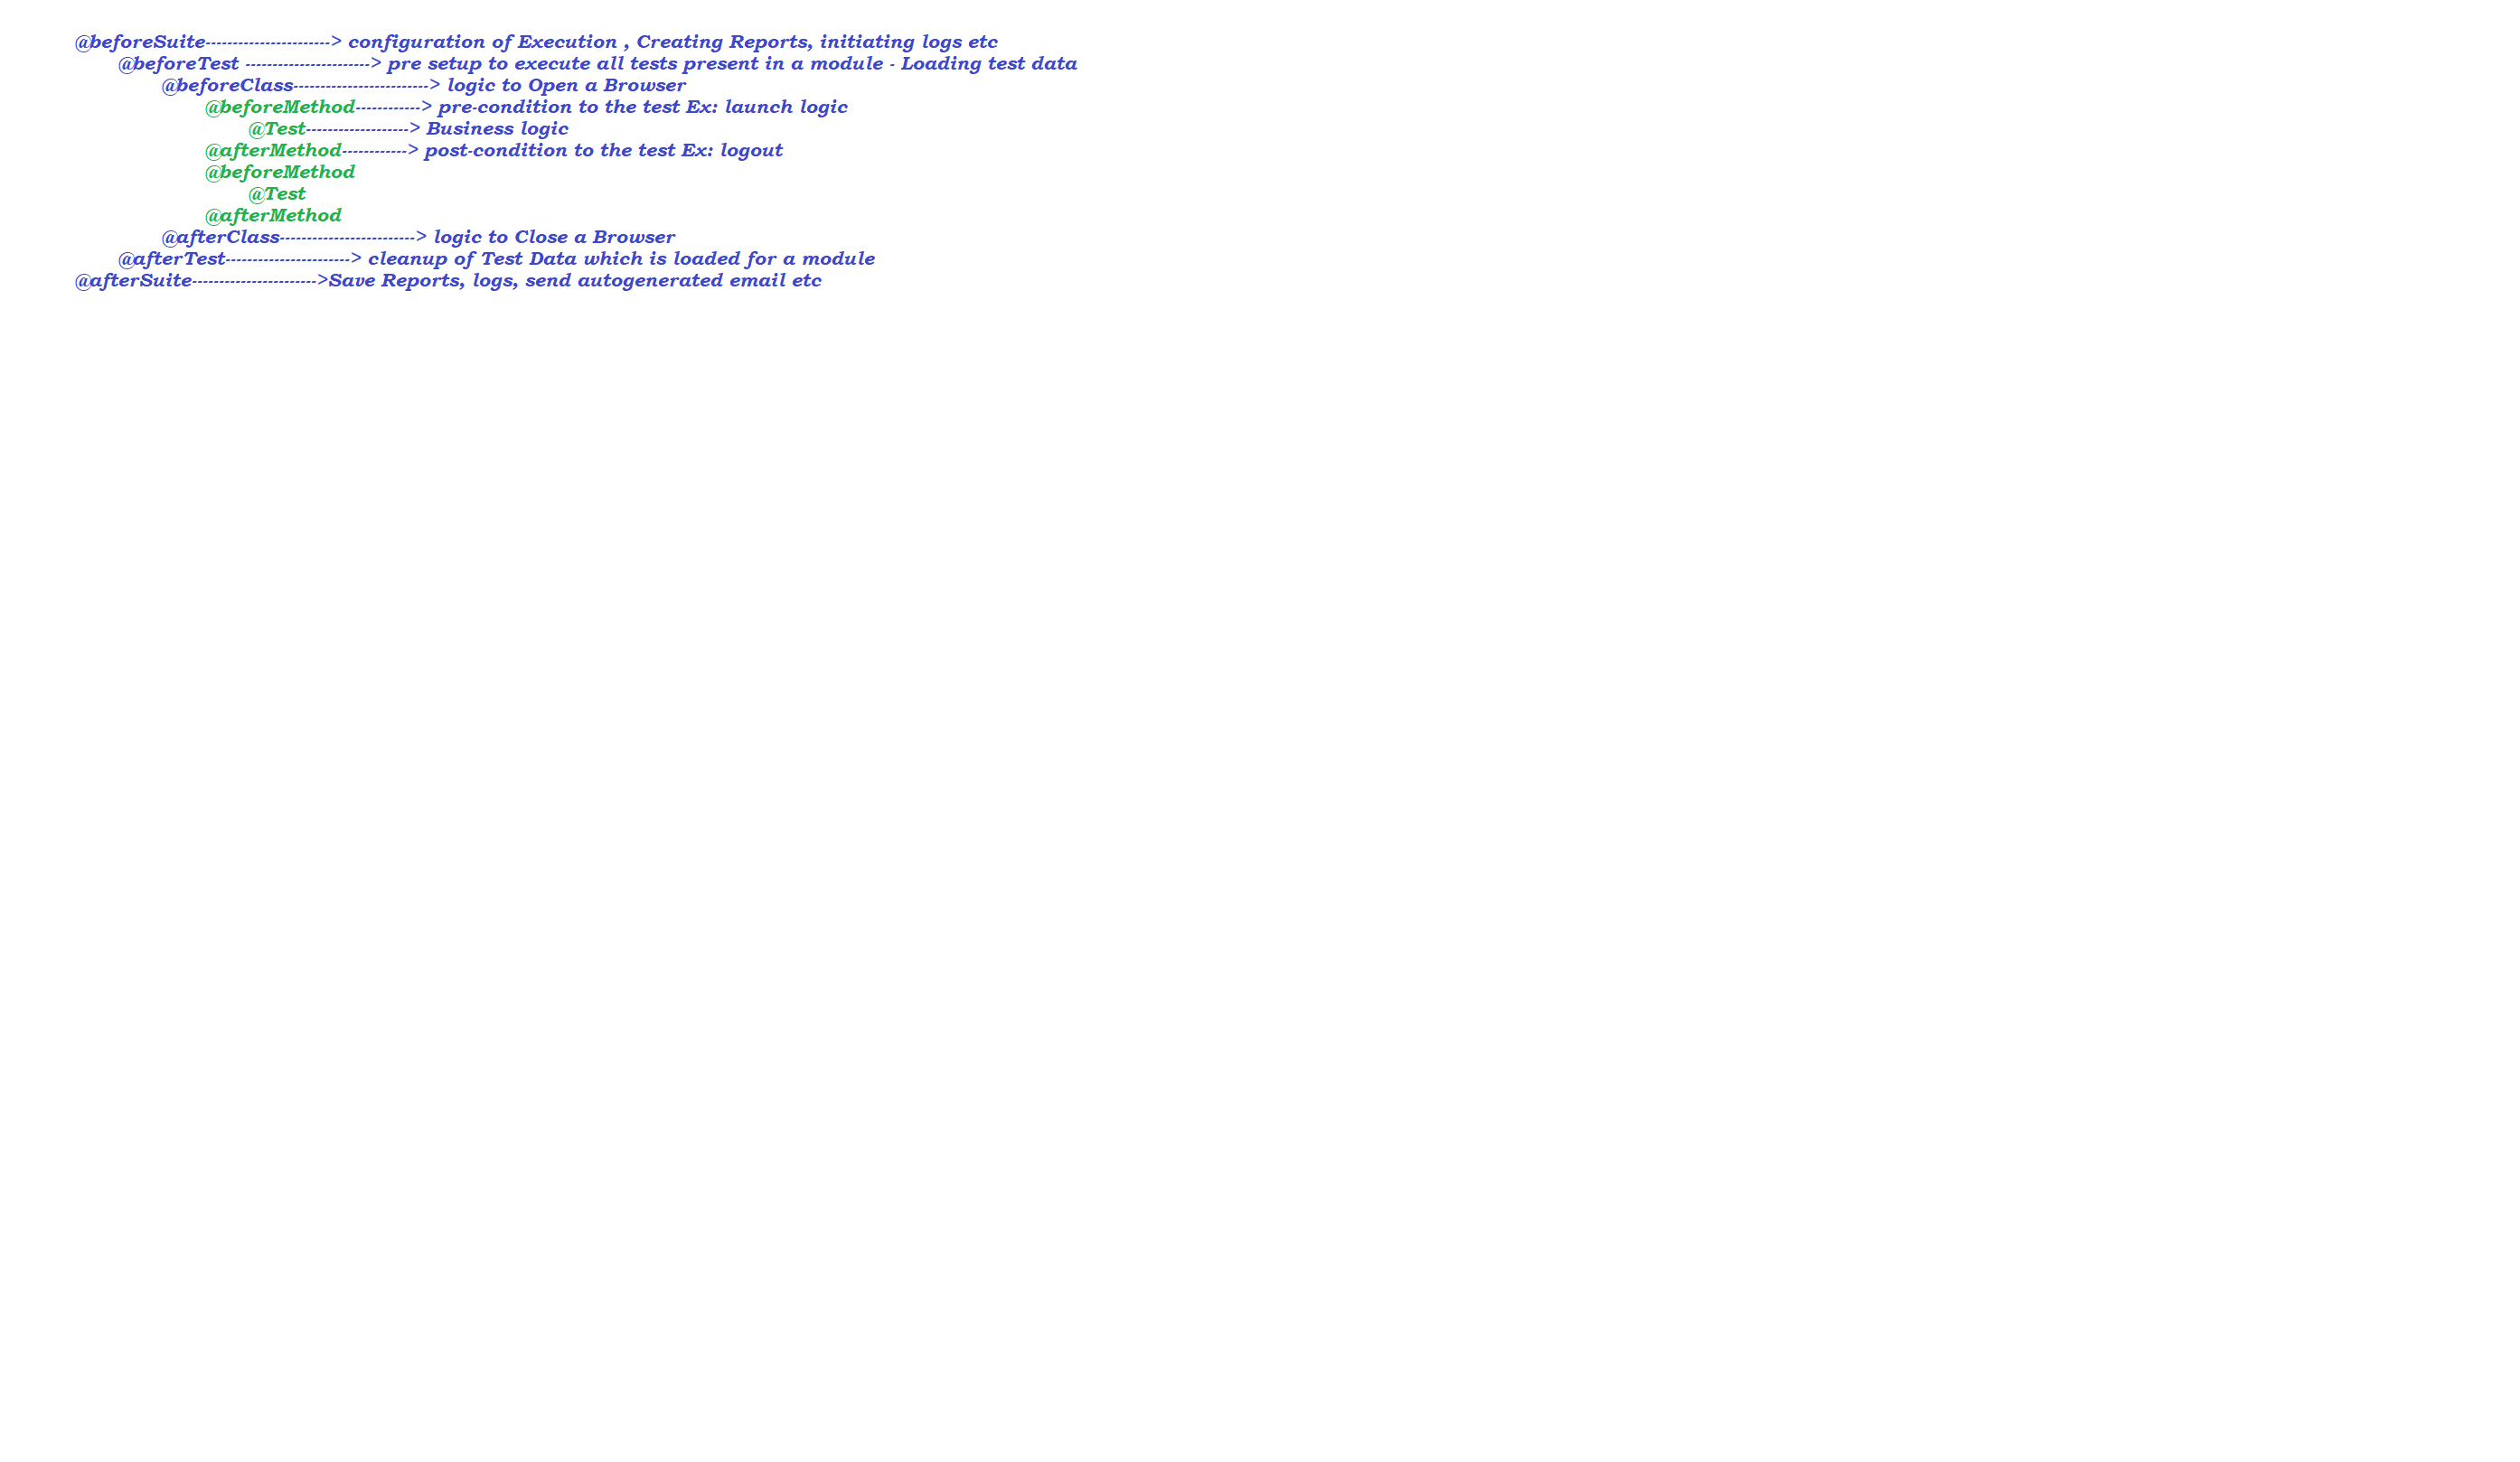 @beforeSuite-----------------------> configuration of Execution , Creating Reports, initiating logs etc
@beforeTest -----------------------> pre setup to execute all tests present in a module - Loading test data
@beforeClass-------------------------> logic to Open a Browser
@beforeMethod------------> pre-condition to the test Ex: launch logic
@Test-------------------> Business logic
@afterMethod------------> post-condition to the test Ex: logout
@beforeMethod
@Test
@afterMethod
@afterClass-------------------------> logic to Close a Browser
@afterTest-----------------------> cleanup of Test Data which is loaded for a module
@afterSuite----------------------->Save Reports, logs, send autogenerated email etc